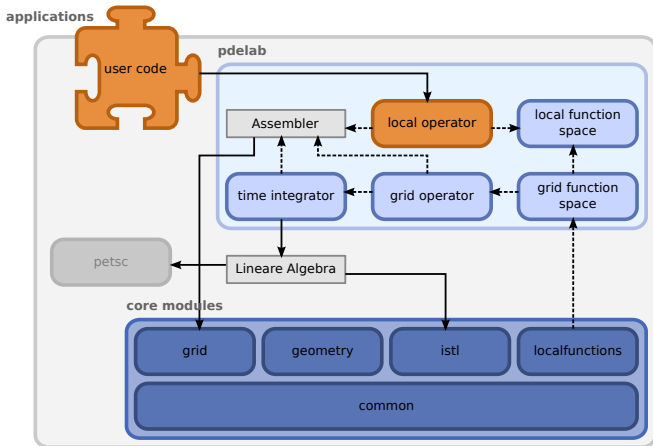 applications
pdelab
user code
Assembler
local operator
local function
space
time integrator
grid operator
grid function
space
petsc
Lineare Algebra
core modules
grid
geometry
istl
localfunctions
common